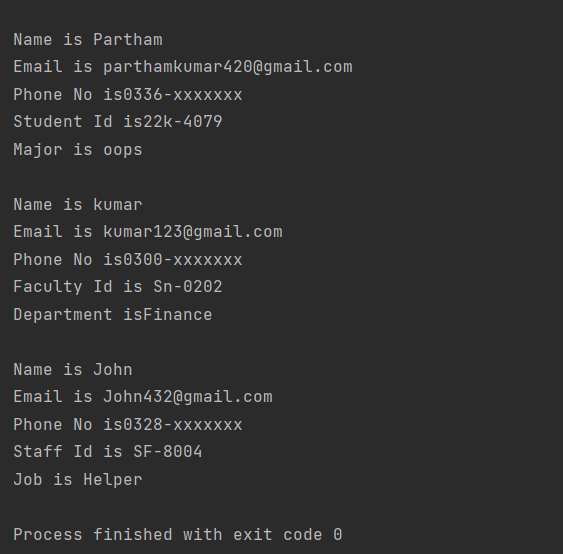 Name is Partham
Email is parthamkumar420@gmail.com
Phone No is0336-xxxxxxx
Student Id is22k-4079
Major is oops
Name is kumar
Email is kumar123@gmail.com
Phone No is0300-xxxxxxx
Faculty Id is Sn-0202
Department isFinance
Name is John
Email is John432@gmail.com
Phone No is0328-xxxxxxx
Staff Id is SF-8004
Job is Helper
Process finished with exit code 0